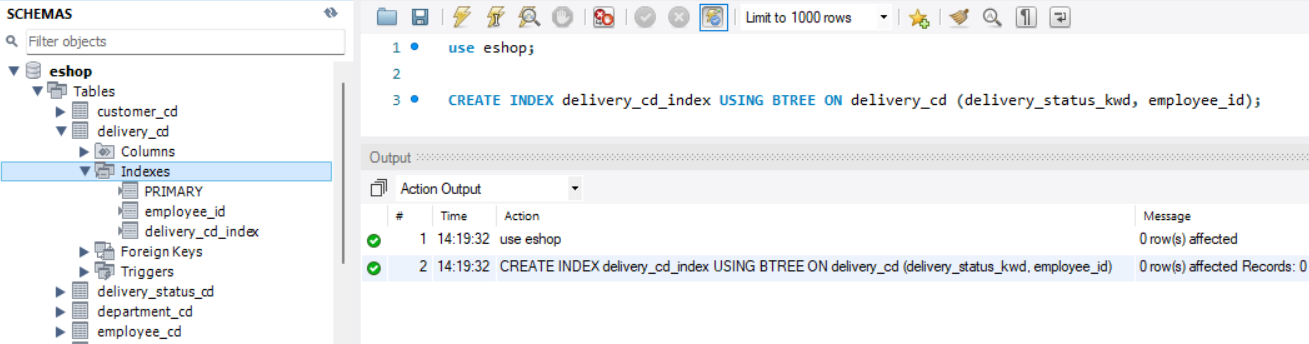 SCHEMAS
Filter objects
eshop
Tables
customer_cd
delivery_cd
Columns
Indexes
PRIMARY
employee_id
delivery_cd_index
Foreign Keys
Triggers
delivery_status_cd
department_cd
employee_cd
Limit to 1000 rows
1 use eshop;
2
3 CREATE INDEX delivery_cd_index USING BTREE ON delivery_cd (delivery_status_kwd, employee_id);
Output
Action Output
# Time Action Message
1 14:19:32 use eshop 0 row(s) affected
2 14:19:32 CREATE INDEX delivery_cd_index USING BTREE ON delivery_cd (delivery_status_kwd, employee_id) 0 row(s) affected Records: 0